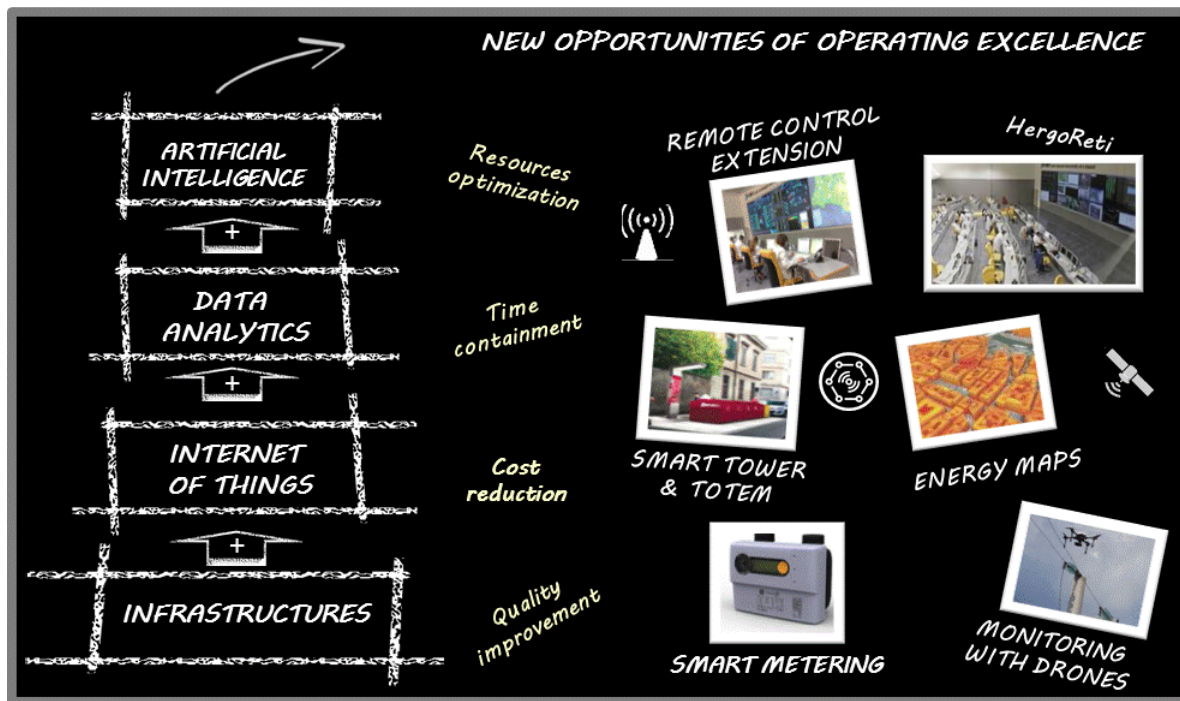 NEW OPPORTUNITIES OF OPERATING EXCELLENCE
ARTIFICIAL
INTELLIGENCE
+
DATA
ANALYTICS
+
INTERNET
OF THINGS
+
INFRASTRUCTURES
Resources
optimization
Time
containment
Cost
reduction
Quality
improvement
REMOTE CONTROL
EXTENSION
HergoReti
SMART TOWER
& TOTEM
ENERGY MAPS
SMART METERING
MONITORING
WITH DRONES